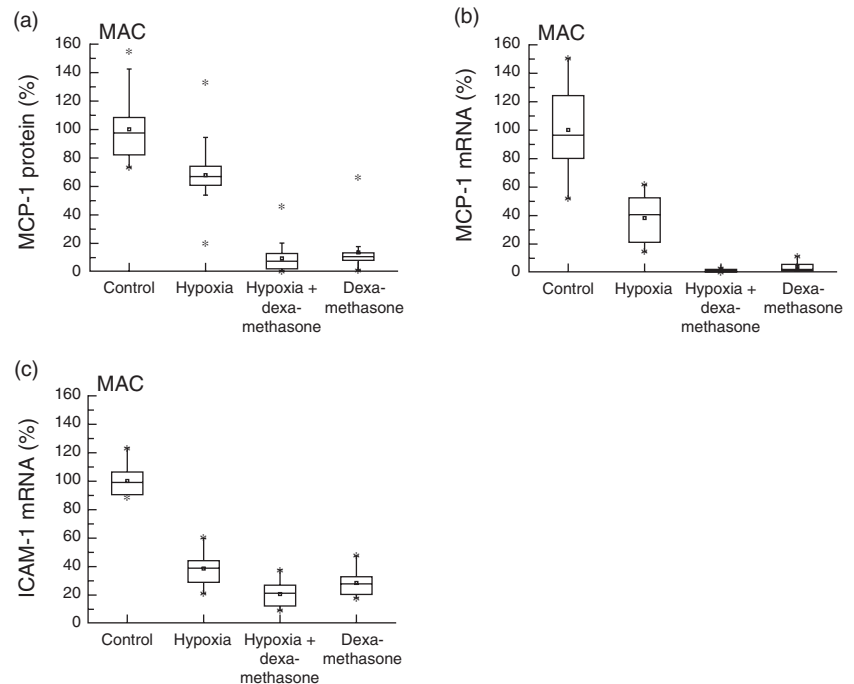 (a)
MAC
MCP-1 protein (%)
160
140
120
100
80
60
40
20
0
Control
Hypoxia
Hypoxia +
dexa-
methasone
Dexa-
methasone
(b)
MAC
MCP-1 mRNA (%)
160
140
120
100
80
60
40
20
0
Control
Hypoxia
Hypoxia +
dexa-
methasone
Dexa-
methasone
(c)
MAC
ICAM-1 mRNA (%)
160
140
120
100
80
60
40
20
0
Control
Hypoxia
Hypoxia +
dexa-
methasone
Dexa-
methasone